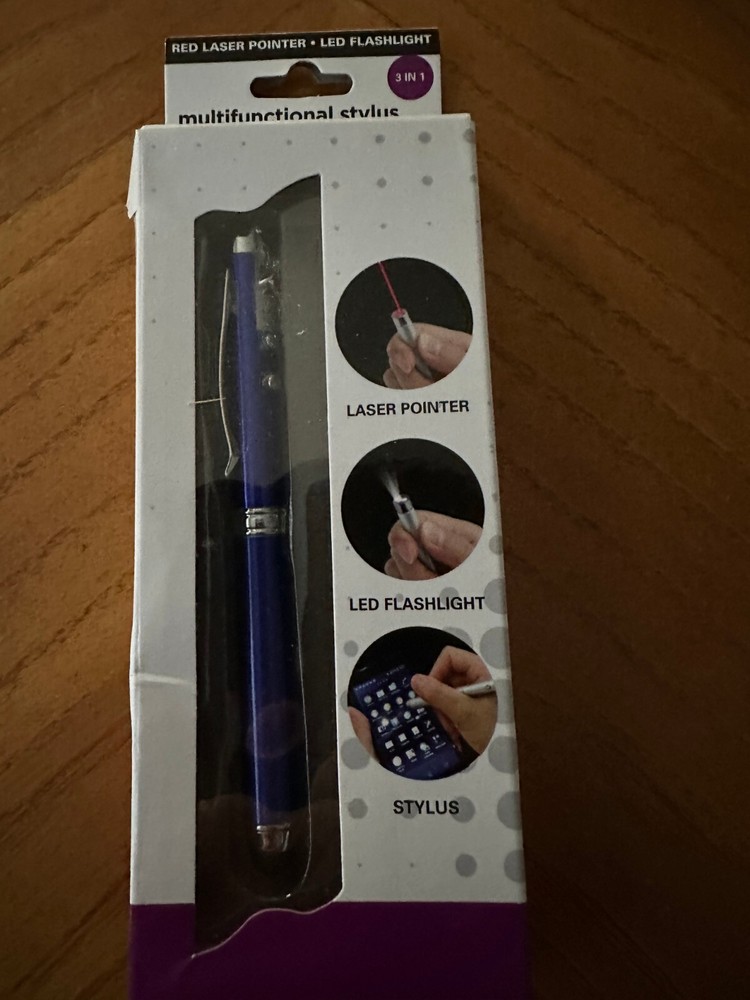 RED LASER POINTER • LED FLASHLIGHT
3 IN 1
multifunctional stylus
LASER POINTER
LED FLASHLIGHT
STYLUS